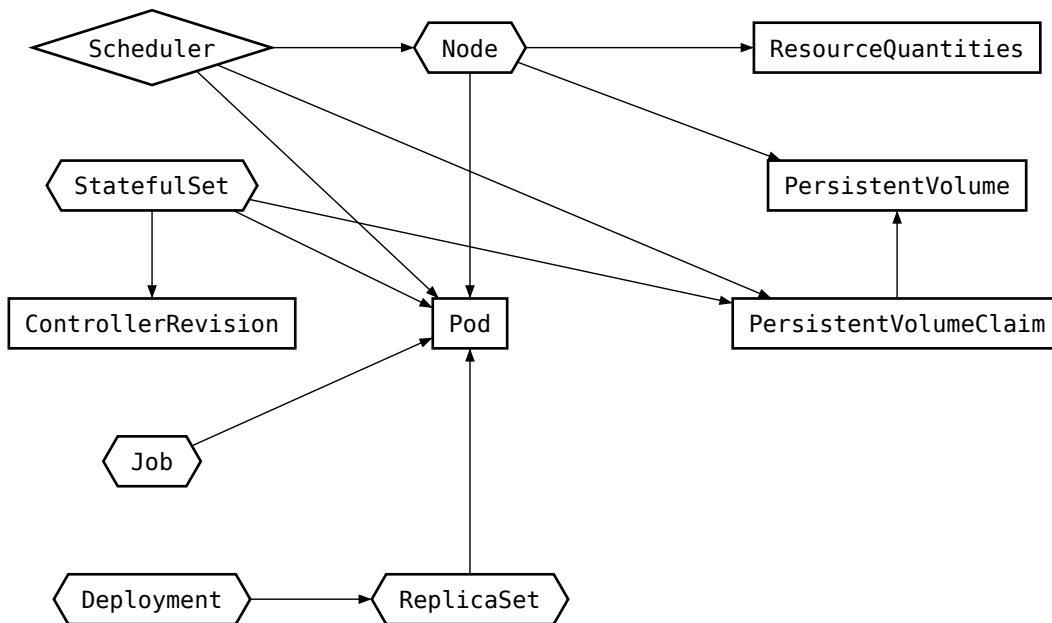 Scheduler
Node
ResourceQuantities
StatefulSet
PersistentVolume
ControllerRevision
Pod
PersistentVolumeClaim
Job
Deployment
ReplicaSet